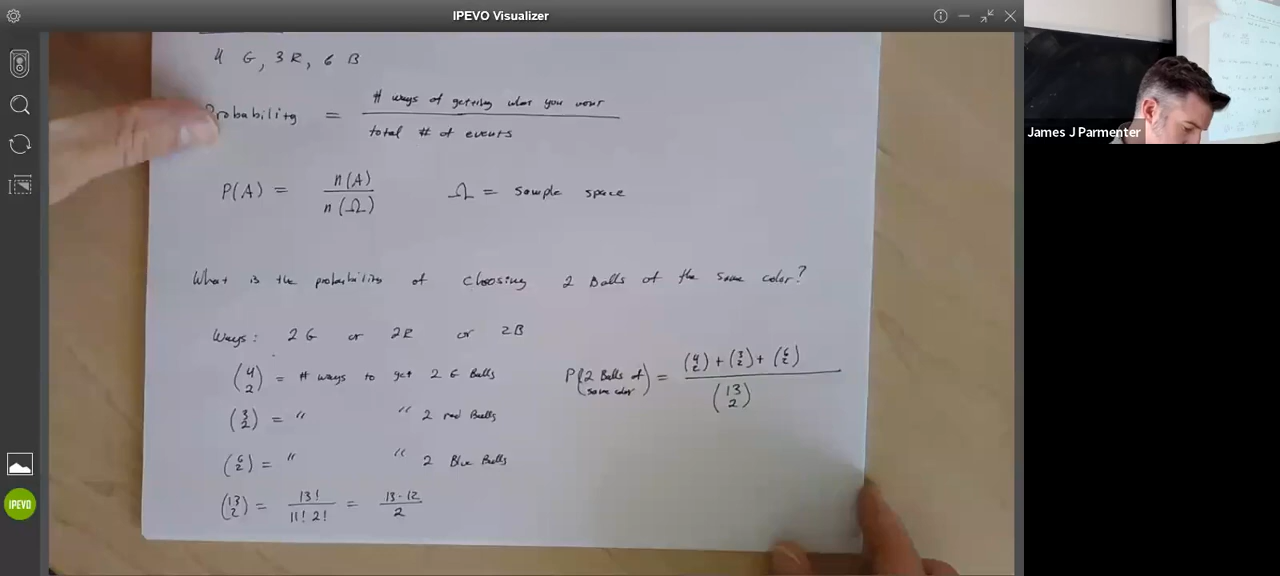 IPEVO Visualizer
James J Parmenter
4 G, 3 R, 6 B
Probability = # ways of getting what you want
total # of events
P(A) = n(A) / n(Ω)    Ω = sample space
What is the probability of choosing 2 Balls of the same color?
Ways: 2 G or 2R or 2B
(4 2) = # ways to get 2 G Balls
P(2 Balls of same color) = (4 2) + (3 2) + (6 2) / (13 2)
(3 2) = " " 2 red Balls
(6 2) = " " 2 Blue Balls
(13 2) = 13! / 11! 2! = 13·12 / 2
IPEVO